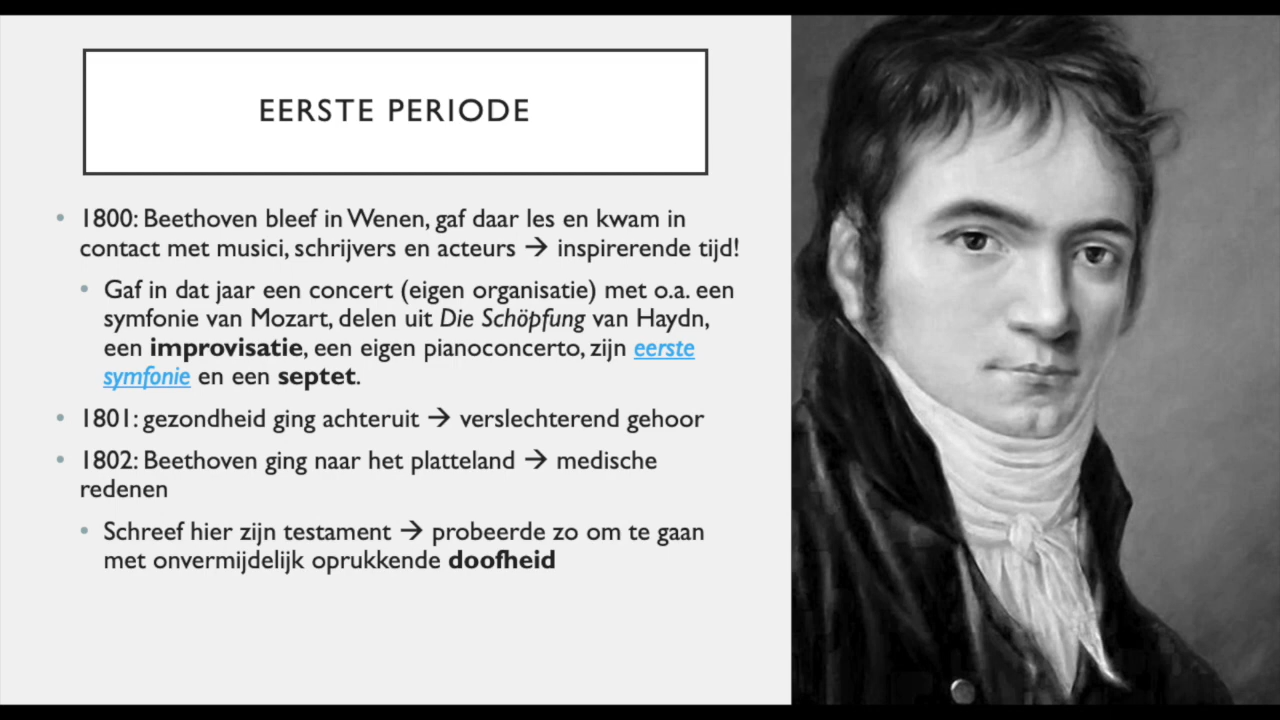 EERSTE PERIODE
• 1800: Beethoven bleef in Wenen, gaf daar les en kwam in
contact met musici, schrijvers en acteurs → inspirerende tijd!
• Gaf in dat jaar een concert (eigen organisatie) met o.a. een
symfonie van Mozart, delen uit Die Schöpfung van Haydn,
een improvisatie, een eigen pianoconcerto, zijn eerste
symfonie en een septet.
• 1801: gezondheid ging achteruit → verslechterend gehoor
• 1802: Beethoven ging naar het platteland → medische
redenen
• Schreef hier zijn testament → probeerde zo om te gaan
met onvermijdelijk oprukkende doofheid